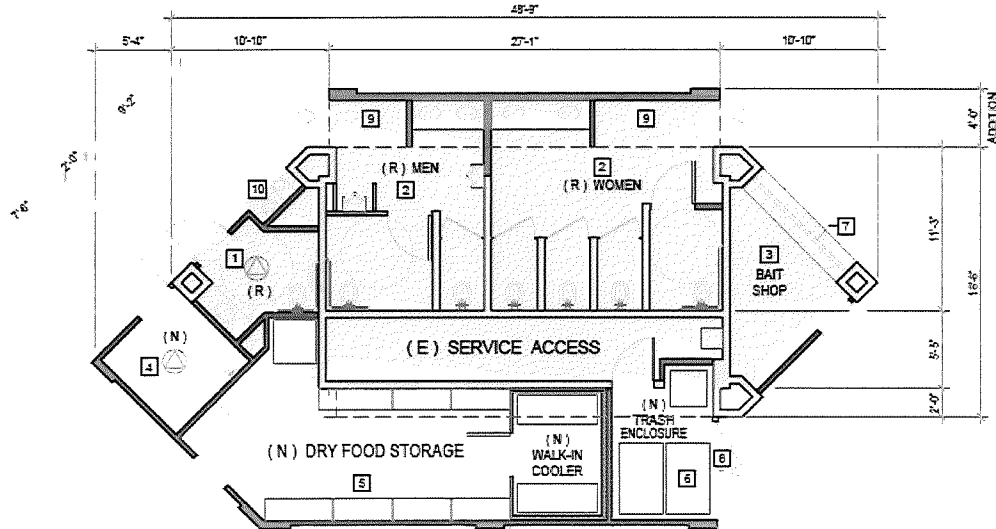 48'-9"
5'-4"
10'-10"
27'-1"
10'-10"
9'-2"
2'-0"
7'-6"
4'-0"
ADDITION
9
9
(R) MEN
2
2
(R) WOMEN
10
1
(R)
7
3
BAIT
SHOP
11'-3"
18'-6"
(N)
4
(E) SERVICE ACCESS
5'-5"
2'-0"
(N)
TRASH
ENCLOSURE
(N) DRY FOOD STORAGE
(N)
WALK-IN
COOLER
5
6
6